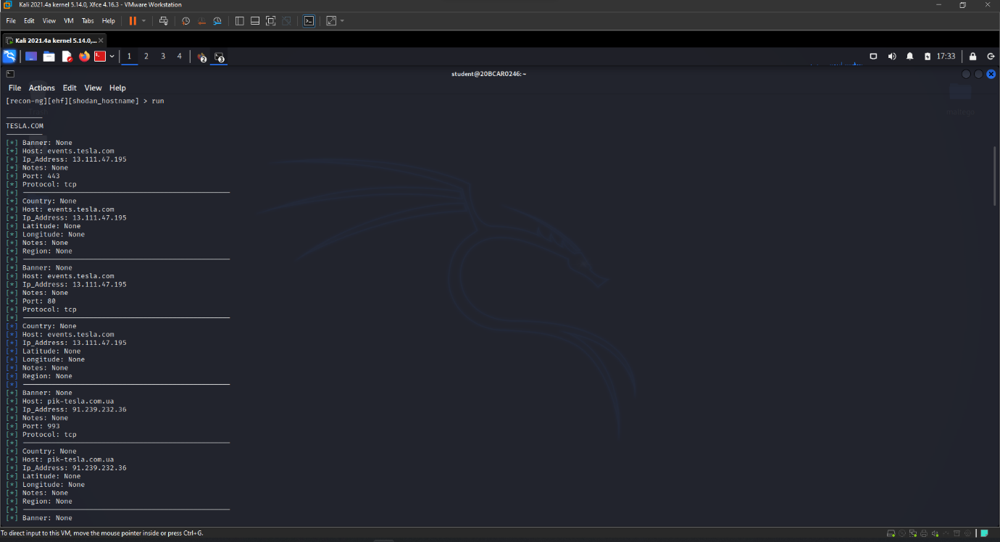 Kali 2021.4a kernel 5.14.0, Xfce 4.16.3 - VMware Workstation
File Edit View VM Tabs Help
Kali 2021.4a kernel 5.14.0,...
1 2 3 4 2 3 17:33
student@20BCAR0246: ~
File Actions Edit View Help
[recon-ng][ehf][shodan_hostname] > run
TESLA.COM
[*] Banner: None
[*] Host: events.tesla.com
[*] Ip_Address: 13.111.47.195
[*] Notes: None
[*] Port: 443
[*] Protocol: tcp
[*]
[*] Country: None
[*] Host: events.tesla.com
[*] Ip_Address: 13.111.47.195
[*] Latitude: None
[*] Longitude: None
[*] Notes: None
[*] Region: None
[*]
[*] Banner: None
[*] Host: events.tesla.com
[*] Ip_Address: 13.111.47.195
[*] Notes: None
[*] Port: 80
[*] Protocol: tcp
[*]
[*] Country: None
[*] Host: events.tesla.com
[*] Ip_Address: 13.111.47.195
[*] Latitude: None
[*] Longitude: None
[*] Notes: None
[*] Region: None
[*]
[*] Banner: None
[*] Host: pik-tesla.com.ua
[*] Ip_Address: 91.239.232.36
[*] Notes: None
[*] Port: 993
[*] Protocol: tcp
[*]
[*] Country: None
[*] Host: pik-tesla.com.ua
[*] Ip_Address: 91.239.232.36
[*] Latitude: None
[*] Longitude: None
[*] Notes: None
[*] Region: None
[*]
[*] Banner: None
To direct input to this VM, move the mouse pointer inside or press Ctrl+G.